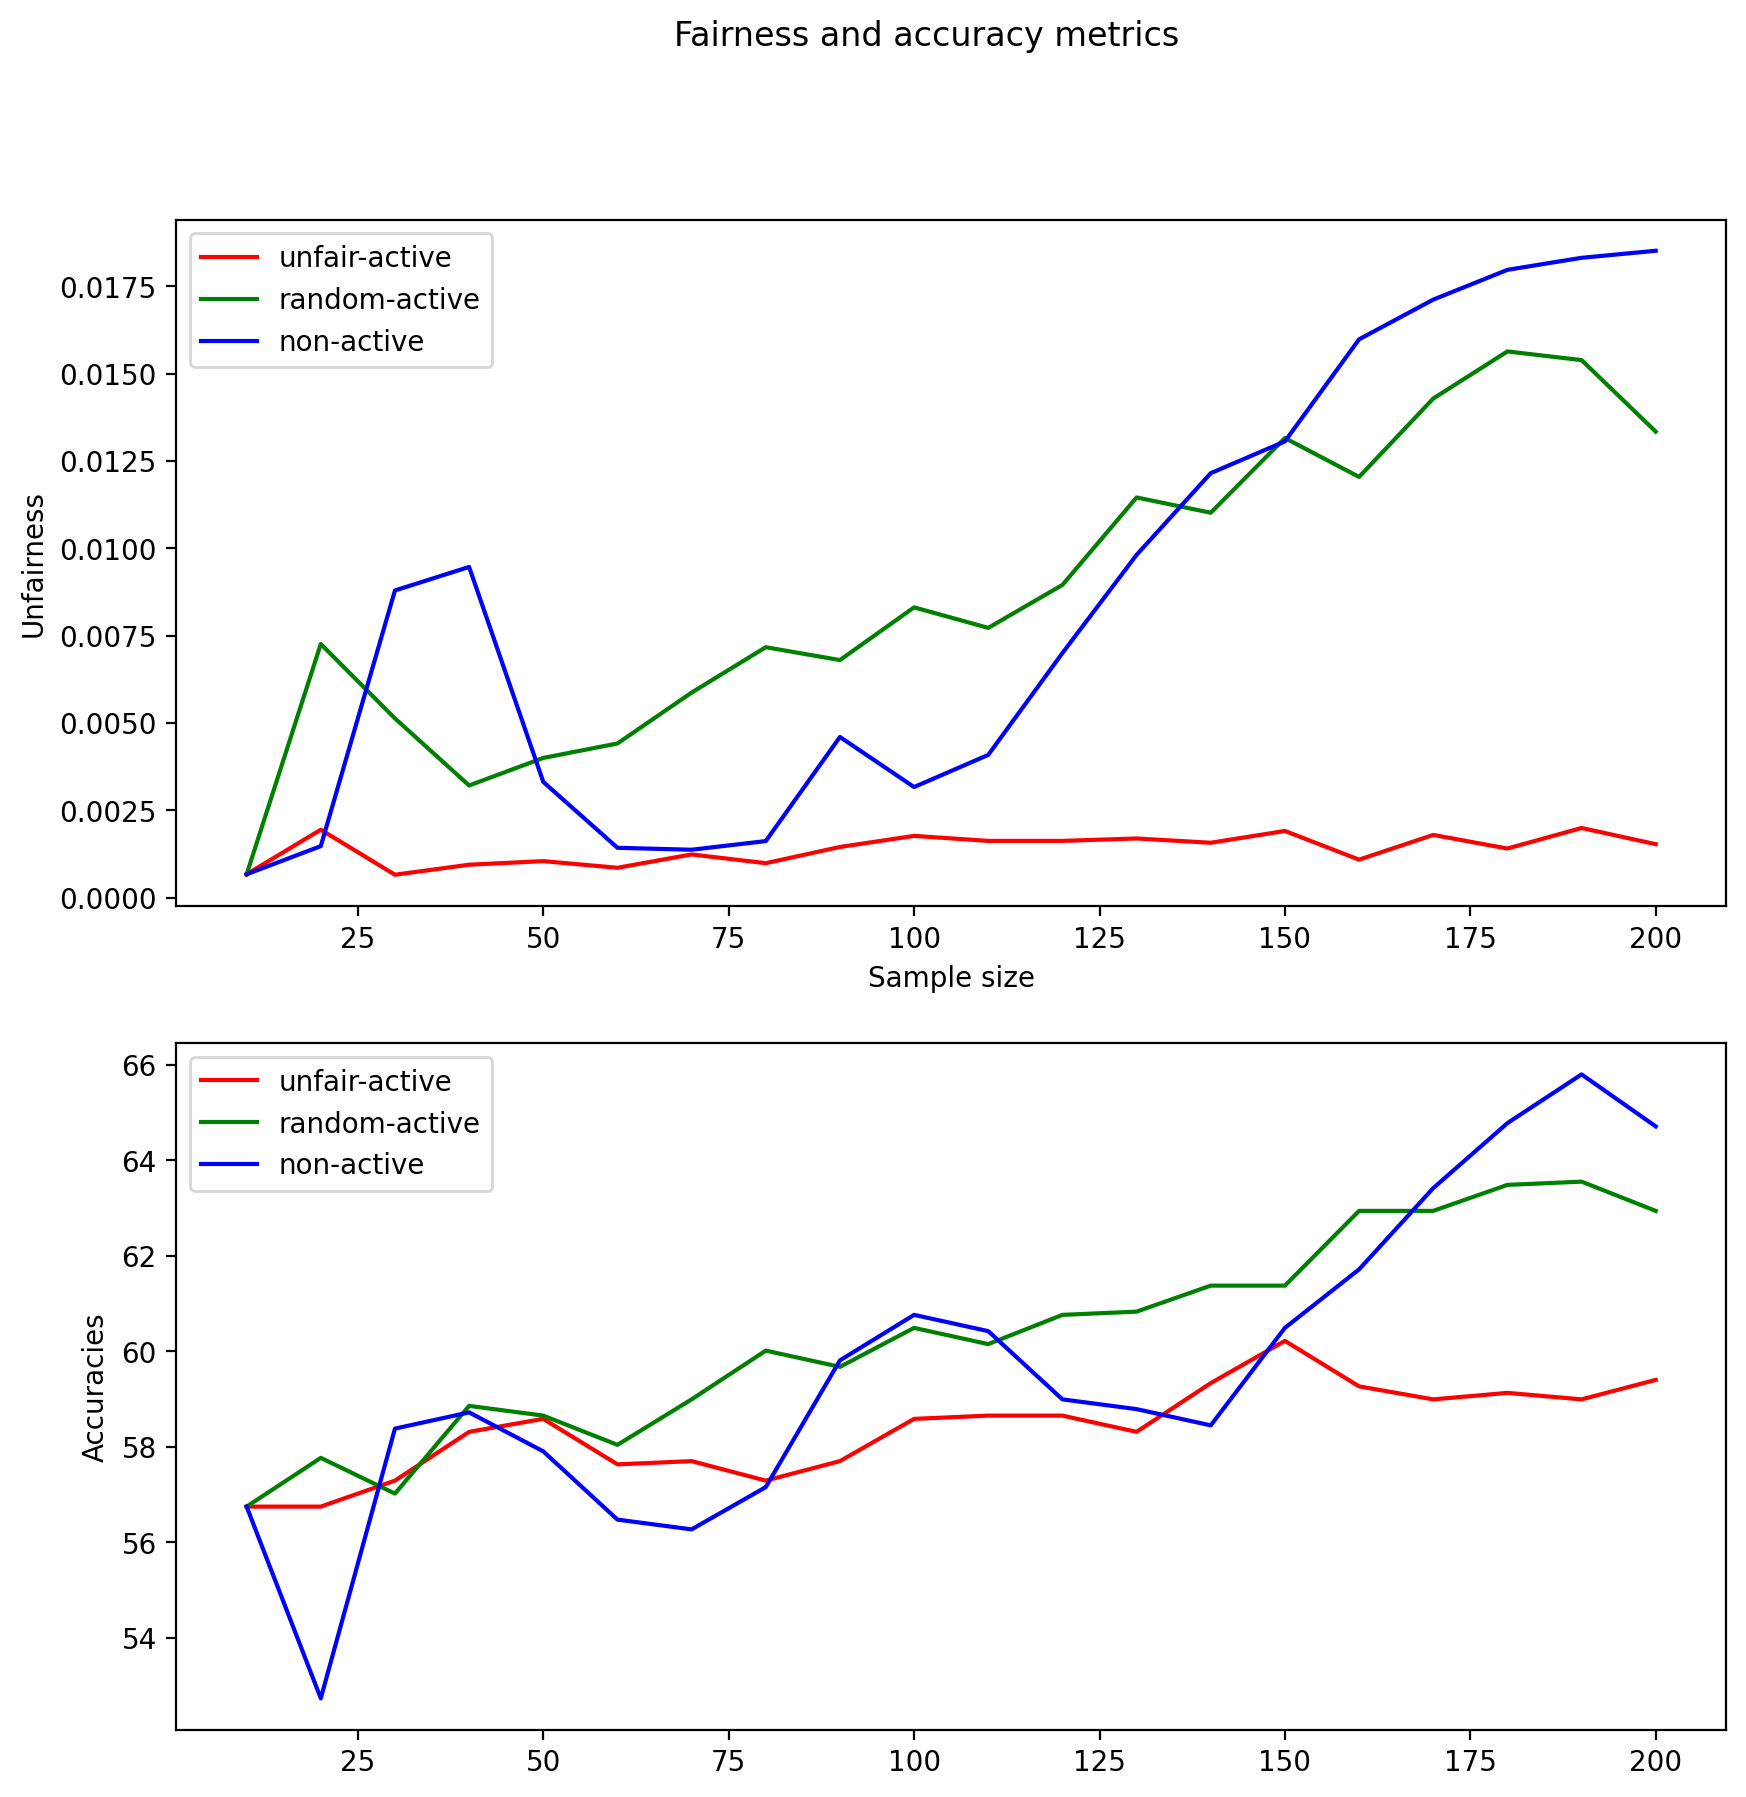 Fairness and accuracy metrics
unfair-active
random-active
non-active
0.0175
0.0150
0.0125
0.0100
0.0075
0.0050
0.0025
0.0000
Unfairness
25 50 75 100 125 150 175 200
Sample size
unfair-active
random-active
non-active
66
64
62
60
58
56
54
Accuracies
25 50 75 100 125 150 175 200